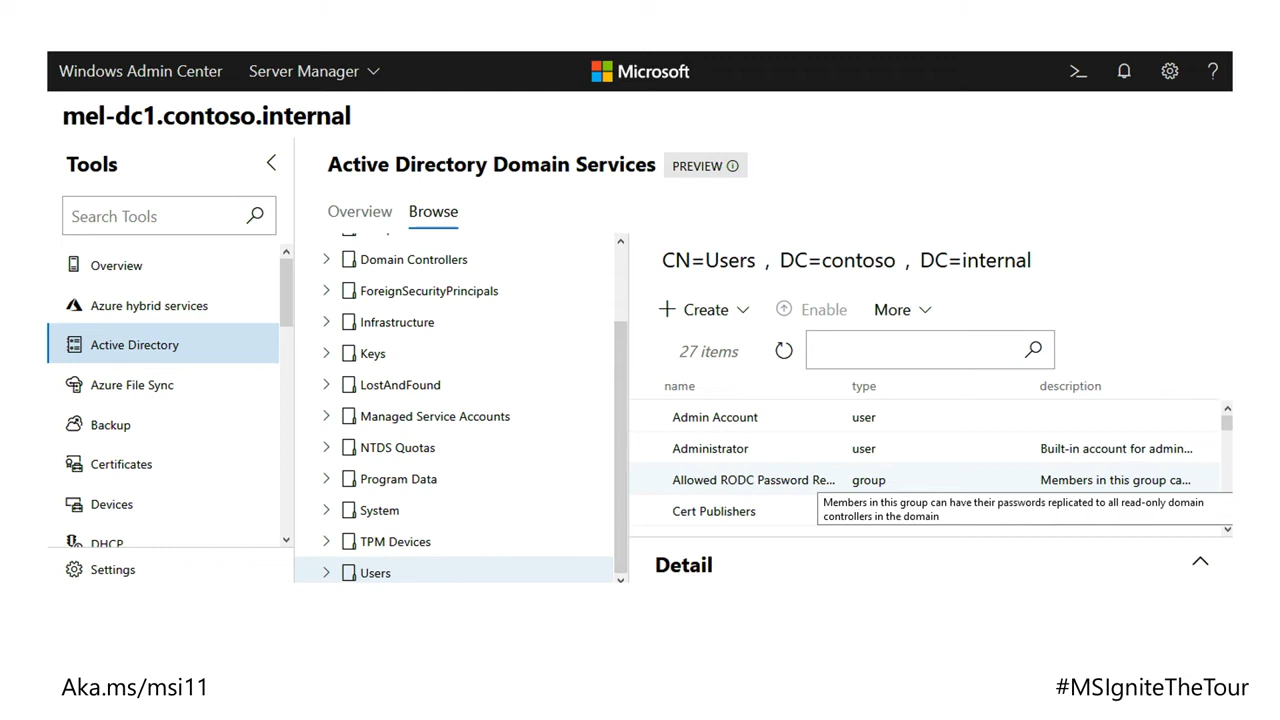 Windows Admin Center
Server Manager
Microsoft
>_
?
mel-dc1.contoso.internal
Tools
Search Tools
Overview
Azure hybrid services
Active Directory
Azure File Sync
Backup
Certificates
Devices
DHCP
Settings
Active Directory Domain Services
PREVIEW
Overview
Browse
Domain Controllers
ForeignSecurityPrincipals
Infrastructure
Keys
LostAndFound
Managed Service Accounts
NTDS Quotas
Program Data
System
TPM Devices
Users
CN=Users , DC=contoso , DC=internal
+ Create
Enable
More
27 items
name type description
Admin Account user
Administrator user Built-in account for admin...
Allowed RODC Password Re... group Members in this group ca...
Cert Publishers
Members in this group can have their passwords replicated to all read-only domain
controllers in the domain
Detail
Aka.ms/msi11
#MSIgniteTheTour